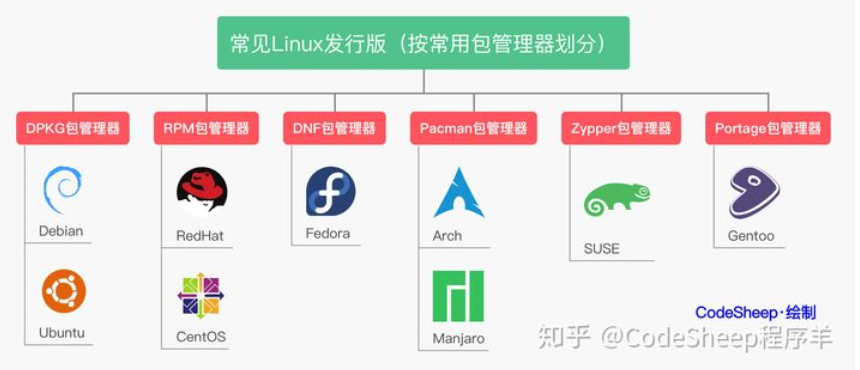 常见Linux发行版（按常用包管理器划分）
DPKG包管理器
RPM包管理器
DNF包管理器
Pacman包管理器
Zypper包管理器
Portage包管理器
Debian
RedHat
Fedora
Arch
SUSE
Gentoo
Ubuntu
CentOS
Manjaro
CodeSheep·绘制
知乎 @CodeSheep程序羊